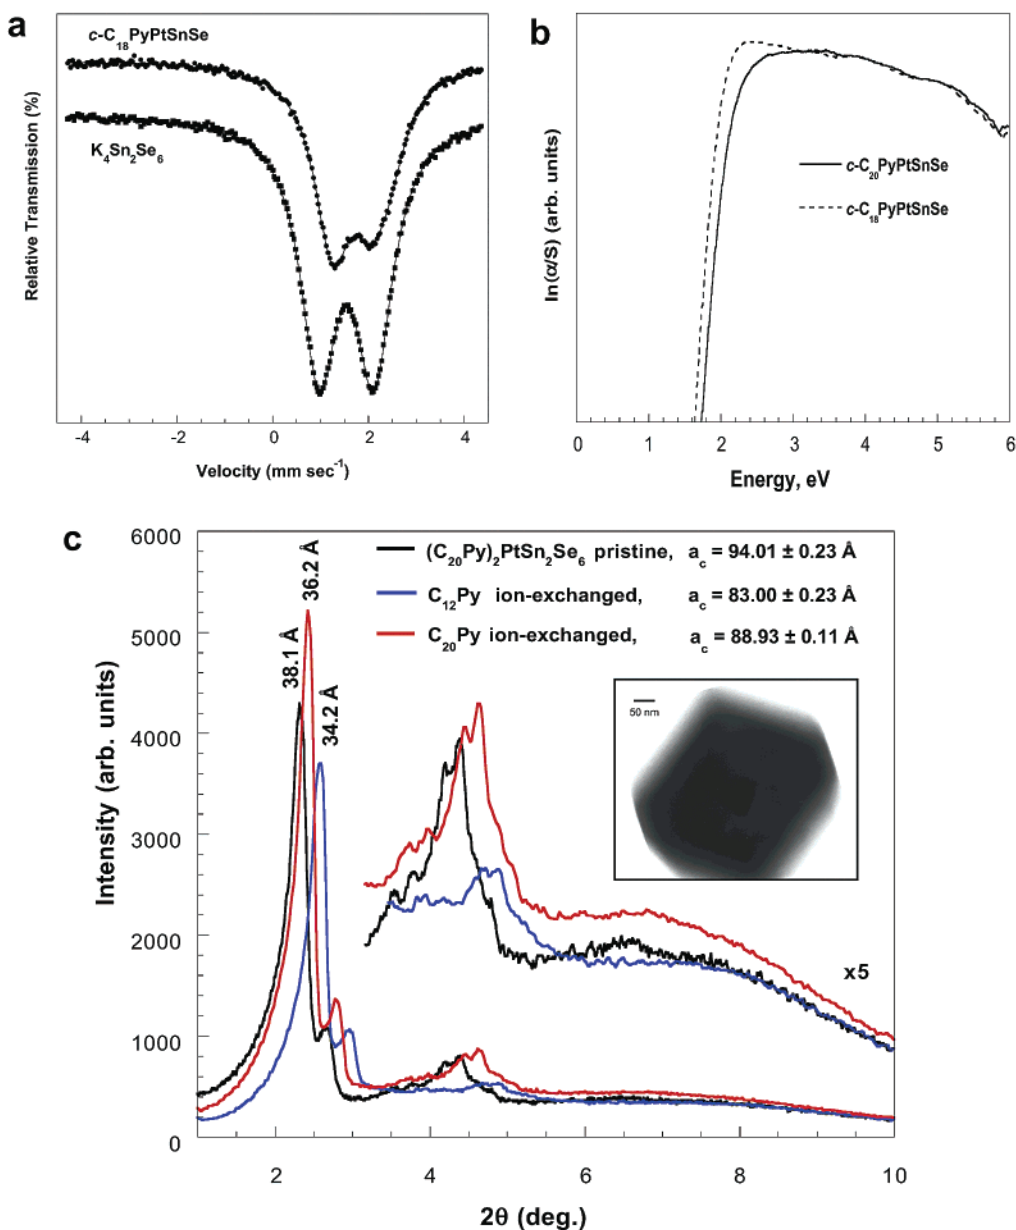 a
c-C18PyPtSnSe
K4Sn2Se6
Relative Transmission (%)
-4 -2 0 2 4
Velocity (mm sec-1)
b
ln(α/S) (arb. units)
c-C20PyPtSnSe
c-C18PyPtSnSe
0 1 2 3 4 5 6
Energy, eV
c
(C20Py)2PtSn2Se6 pristine, ac = 94.01 ± 0.23 Å
C12Py ion-exchanged, ac = 83.00 ± 0.23 Å
C20Py ion-exchanged, ac = 88.93 ± 0.11 Å
38.1 Å
36.2 Å
34.2 Å
50 nm
x5
Intensity (arb. units)
6000
5000
4000
3000
2000
1000
0
2 4 6 8 10
2θ (deg.)